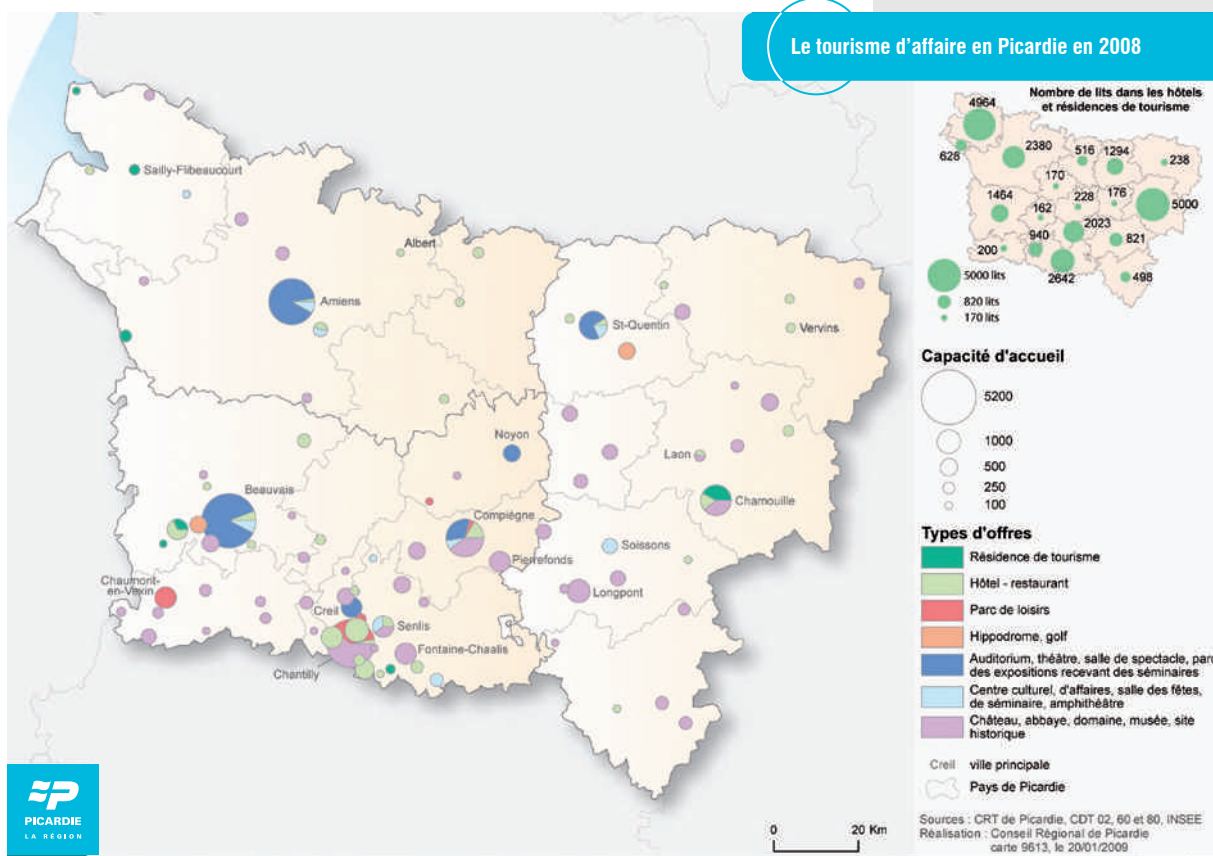 Le tourisme d'affaire en Picardie en 2008
Nombre de lits dans les hôtels
et résidences de tourisme
4964
628
2380
516
1294
238
170
1464
162
228
176
5000
2023
940
821
200
2642
498
5000 lits
820 lits
170 lits
Capacité d'accueil
5200
1000
500
250
100
Types d'offres
Résidence de tourisme
Hôtel - restaurant
Parc de loisirs
Hippodrome, golf
Auditorium, théâtre, salle de spectacle, parc
des expositions recevant des séminaires
Centre culturel, d'affaires, salle des fêtes,
de séminaire, amphithéâtre
Château, abbaye, domaine, musée, site
historique
Creil ville principale
Pays de Picardie
Sources : CRT de Picardie, CDT 02, 60 et 80, INSEE
Réalisation : Conseil Régional de Picardie
carte 9613, le 20/01/2009
Sailly-Flibeaucourt
Albert
Amiens
St-Quentin
Vervins
Noyon
Laon
Beauvais
Chamouille
Compiègne
Soissons
Pierrefonds
Chaumont-
en-Vexin
Longpont
Creil
Senlis
Fontaine-Chaalis
Chantilly
PICARDIE
LA RÉGION
0 20 Km